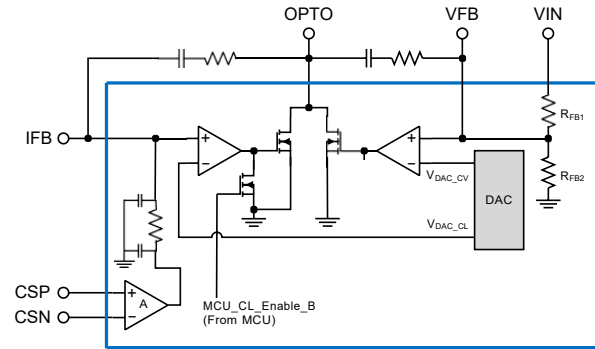 OPTO VFB VIN
RFB1
IFB
+
−
+
−
RFB2
VDAC_CV
DAC
VDAC_CL
CSP
+
A
CSN
−
MCU_CL_Enable_B
(From MCU)